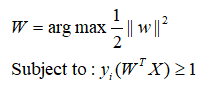 W = arg max 1/2 || w ||²
Subject to : yᵢ (Wᵀ X) ≥ 1